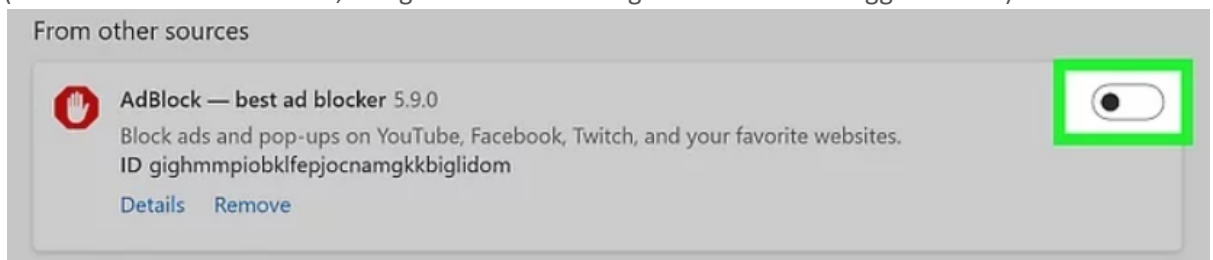 From other sources
AdBlock — best ad blocker 5.9.0
Block ads and pop-ups on YouTube, Facebook, Twitch, and your favorite websites.
ID gighmmpiobklfepjocnamgkkbiglidom
Details Remove